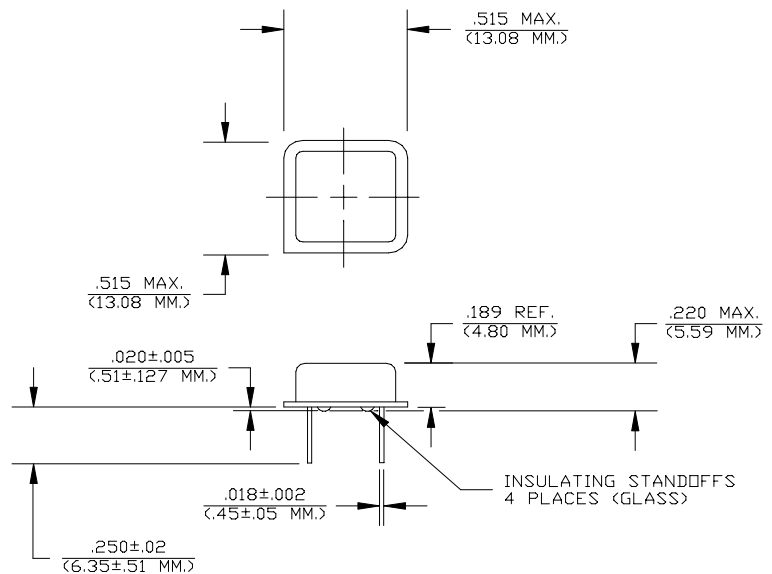 .515 MAX.
(13.08 MM.)
.515 MAX.
(13.08 MM.)
.189 REF.
(4.80 MM.)
.220 MAX.
(5.59 MM.)
.020±.005
(.51±.127 MM.)
INSULATING STANDOFFS
4 PLACES (GLASS)
.018±.002
(.45±.05 MM.)
.250±.02
(6.35±.51 MM.)